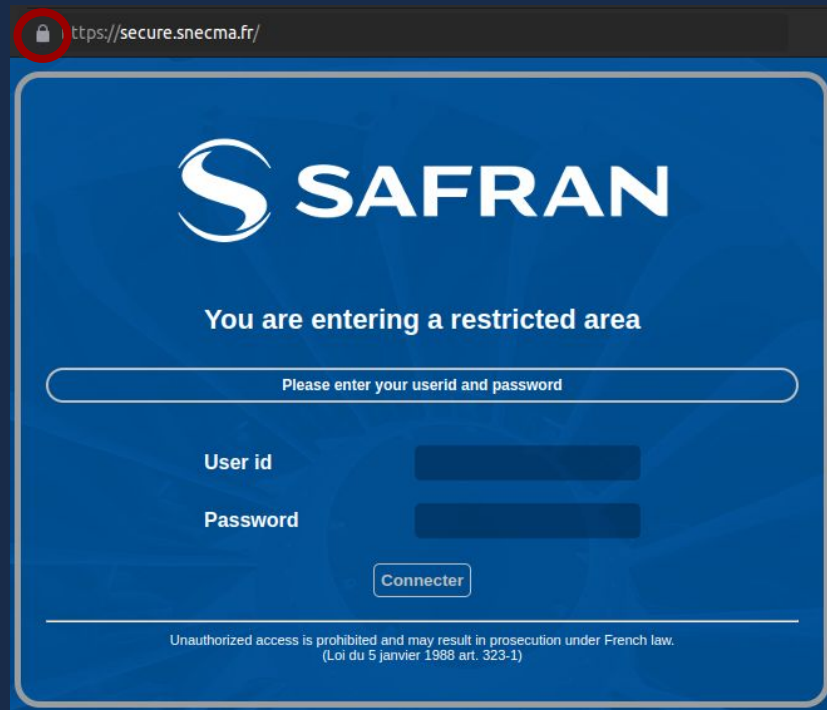 ttps://secure.snecma.fr/
SAFRAN
You are entering a restricted area
Please enter your userid and password
User id
Password
Connecter
Unauthorized access is prohibited and may result in prosecution under French law.
(Loi du 5 janvier 1988 art. 323-1)